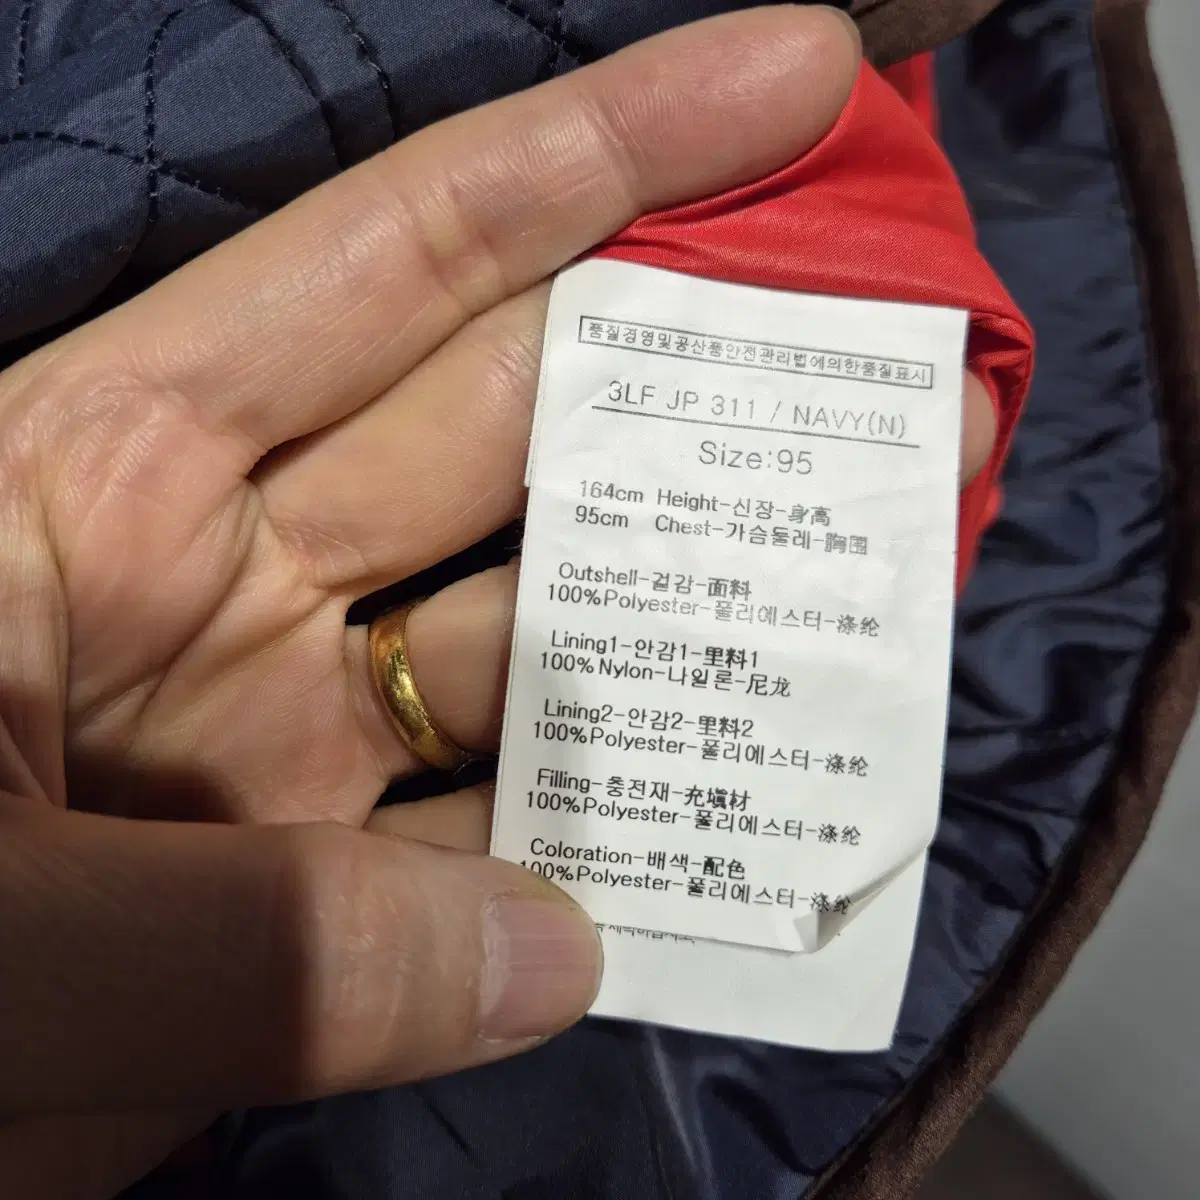 품질경영및공산품안전관리법에의한품질표시
3LF JP 311 / NAVY(N)
Size:95
164cm Height-신장-身高
95cm Chest-가슴둘레-胸围
Outshell-겉감-面料
100%Polyester-폴리에스터-涤纶
Lining1-안감1-里料1
100%Nylon-나일론-尼龙
Lining2-안감2-里料2
100%Polyester-폴리에스터-涤纶
Filling-충전재-充塡材
100%Polyester-폴리에스터-涤纶
Coloration-배색-配色
100%Polyester-폴리에스터-涤纶